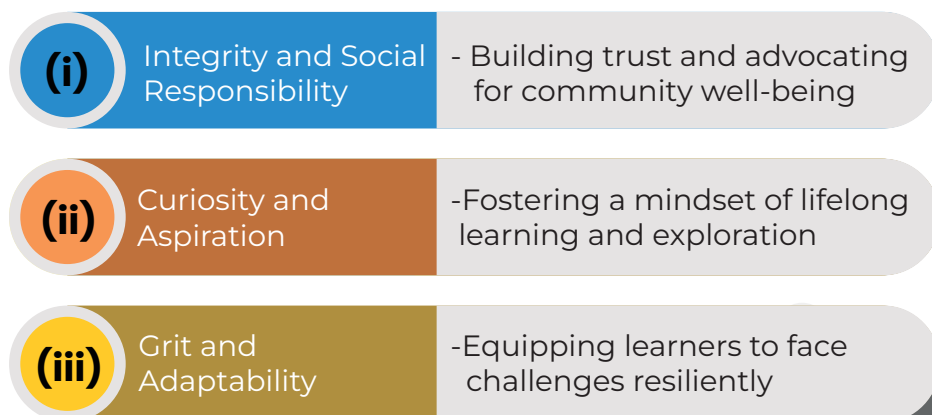 (i)
Integrity and Social
Responsibility
- Building trust and advocating
for community well-being
(ii)
Curiosity and
Aspiration
-Fostering a mindset of lifelong
learning and exploration
(iii)
Grit and
Adaptability
-Equipping learners to face
challenges resiliently